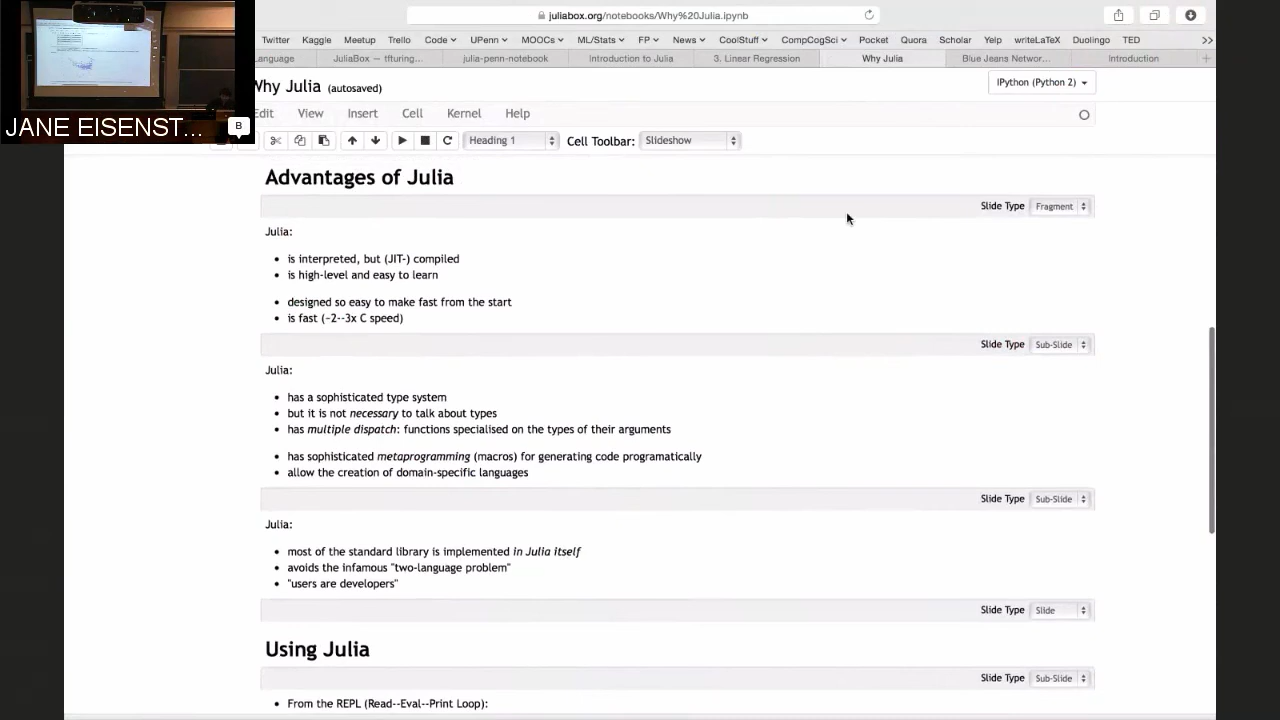 juliabox.org/notebooks/Why%20Julia.ipynb
Twitter Kaggle Meetup Trello Code UPerpin MOOCs ML/Stats FP News CoolStuff CompCogSci Pocket Quora Scholar Yelp writeLaTeX Duolingo TED
Language JuliaBox — tfturing... julia-penn-notebook Introduction to Julia 3. Linear Regression Why Julia Blue Jeans Networ... Introduction
Why Julia (autosaved)
IPython (Python 2)
Edit View Insert Cell Kernel Help
JANE EISENST... B
Heading 1 Cell Toolbar: Slideshow
Advantages of Julia
Slide Type Fragment
Julia:
• is interpreted, but (JIT-) compiled
• is high-level and easy to learn
• designed so easy to make fast from the start
• is fast (~2--3x C speed)
Slide Type Sub-Slide
Julia:
• has a sophisticated type system
• but it is not necessary to talk about types
• has multiple dispatch: functions specialised on the types of their arguments
• has sophisticated metaprogramming (macros) for generating code programatically
• allow the creation of domain-specific languages
Slide Type Sub-Slide
Julia:
• most of the standard library is implemented in Julia itself
• avoids the infamous "two-language problem"
• "users are developers"
Slide Type Slide
Using Julia
Slide Type Sub-Slide
• From the REPL (Read--Eval--Print Loop):